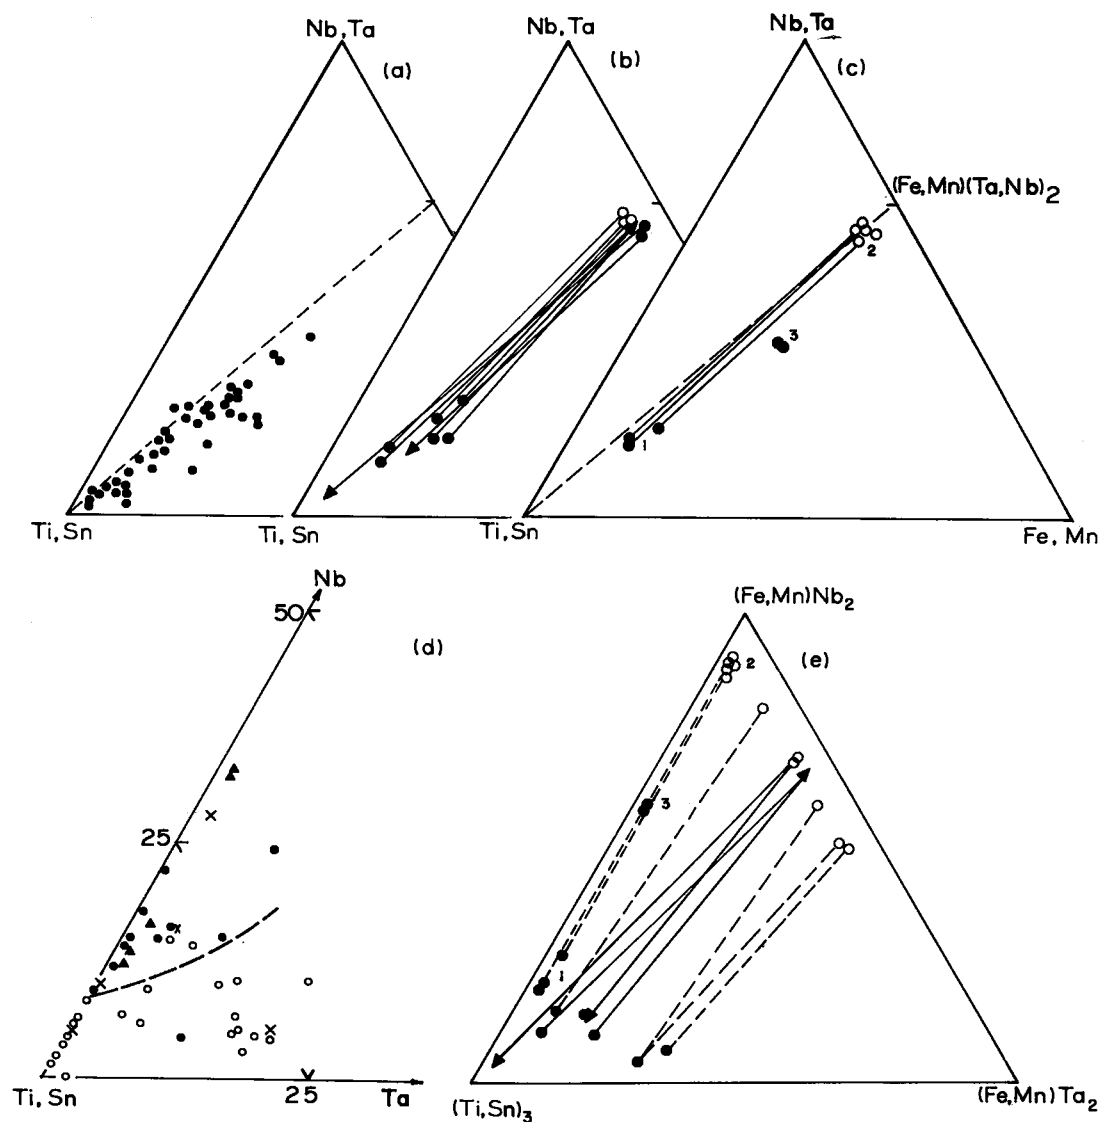 Nb,Ta
Nb,Ta
Nb,Ta
(a)
(b)
(c)
(Fe,Mn)(Ta,Nb)2
1
2
3
Ti,Sn
Ti,Sn
Ti,Sn
Fe,Mn
Nb
50
(d)
25
Ti,Sn
25
Ta
(Fe,Mn)Nb2
(e)
2
3
1
(Ti,Sn)3
(Fe,Mn)Ta2